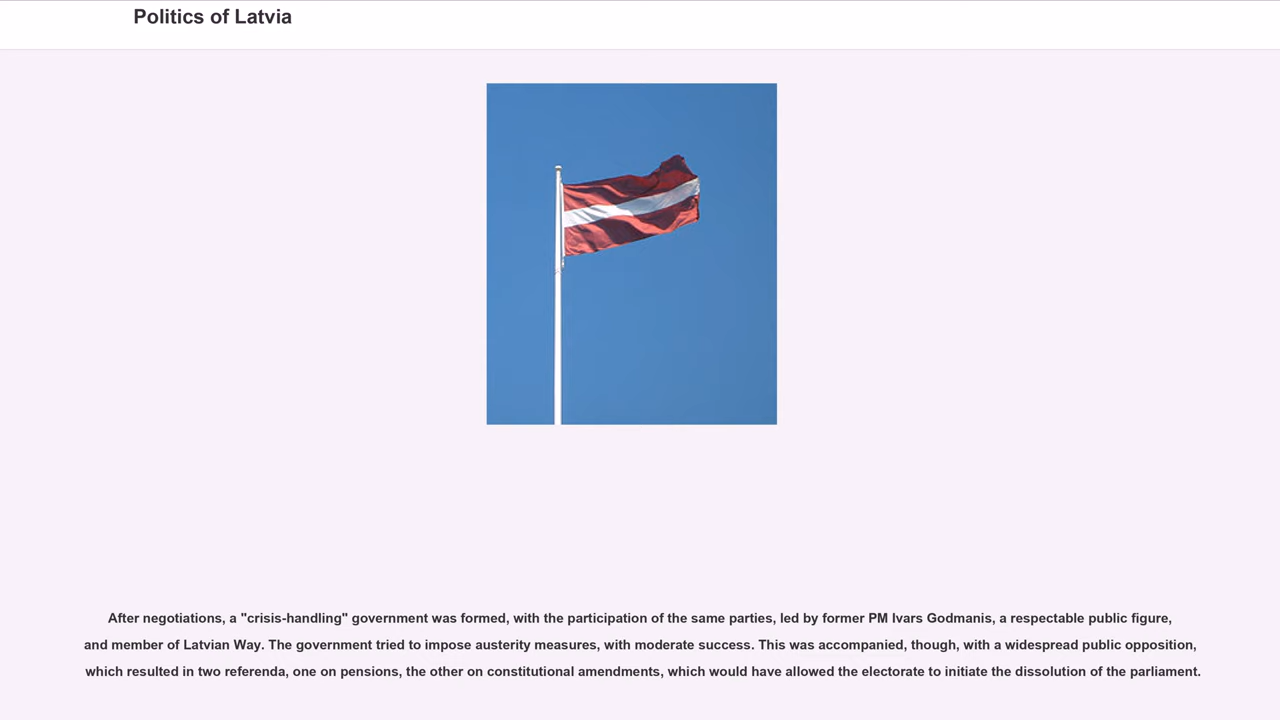 Politics of Latvia
After negotiations, a "crisis-handling" government was formed, with the participation of the same parties, led by former PM Ivars Godmanis, a respectable public figure,
and member of Latvian Way. The government tried to impose austerity measures, with moderate success. This was accompanied, though, with a widespread public opposition,
which resulted in two referenda, one on pensions, the other on constitutional amendments, which would have allowed the electorate to initiate the dissolution of the parliament.